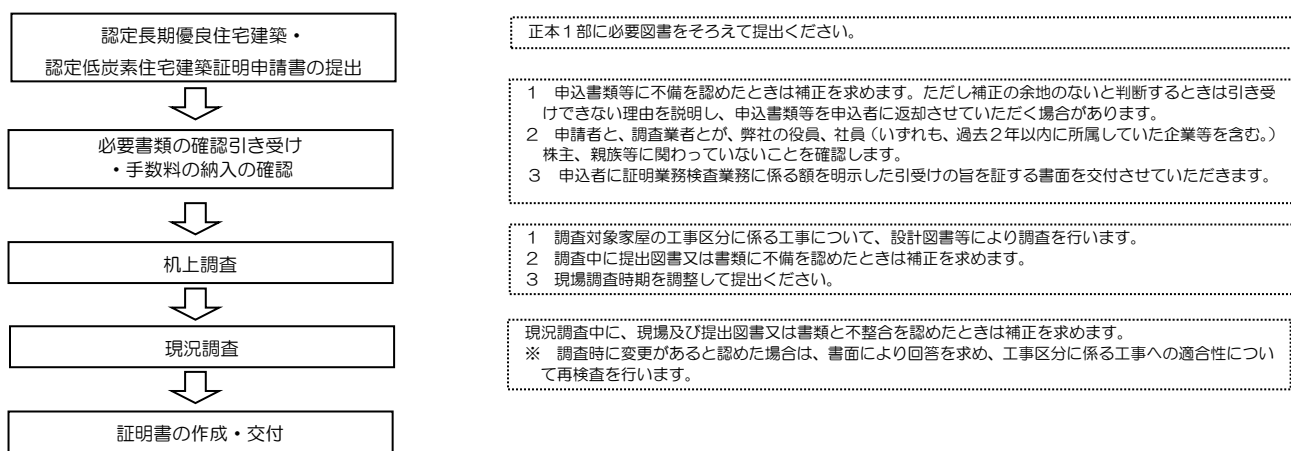 認定長期優良住宅建築・
認定低炭素住宅建築証明申請書の提出
正本1部に必要図書をそろえて提出ください。
必要書類の確認引き受け
・手数料の納入の確認
1 申込書類等に不備を認めたときは補正を求めます。ただし補正の余地のないと判断するときは引き受
けできない理由を説明し、申込書類等を申込者に返却させていただく場合があります。
2 申請者と、調査業者とが、弊社の役員、社員(いずれも、過去2年以内に所属していた企業等を含む。)
株主、親族等に関わっていないことを確認します。
3 申込者に証明業務検査業務に係る額を明示した引受けの旨を証する書面を交付させていただきます。
机上調査
1 調査対象家屋の工事区分に係る工事について、設計図書等により調査を行います。
2 調査中に提出図書又は書類に不備を認めたときは補正を求めます。
3 現場調査時期を調整して提出ください。
現況調査
現況調査中に、現場及び提出図書又は書類と不整合を認めたときは補正を求めます。
※ 調査時に変更があると認めた場合は、書面により回答を求め、工事区分に係る工事への適合性につい
て再検査を行います。
証明書の作成・交付